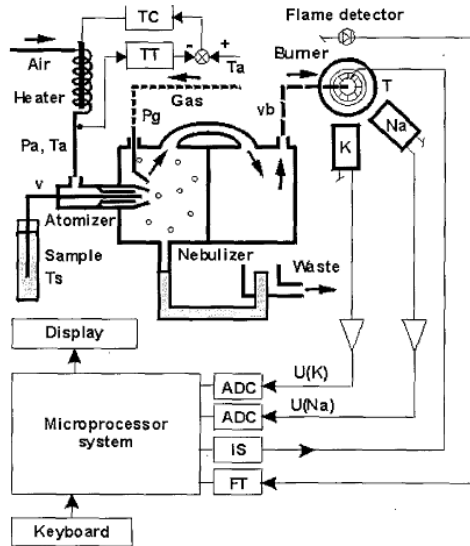 Flame detector
TC
Air
TT
-
+
Ta
Burner
Heater
Gas
T
Pg
vb
Na
K
Pa, Ta
v
Atomizer
Sample
Ts
Nebulizer
Waste
Display
ADC
U(K)
ADC
U(Na)
Microprocessor
system
IS
FT
Keyboard